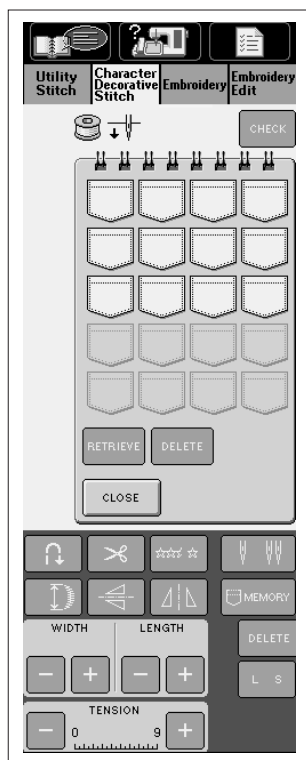 ?
Utility
Stitch
Character
Decorative
Stitch
Embroidery
Embroidery
Edit
CHECK
RETRIEVE DELETE
CLOSE
MEMORY
WIDTH LENGTH
− + − +
DELETE
L S
TENSION
− 0 9 +